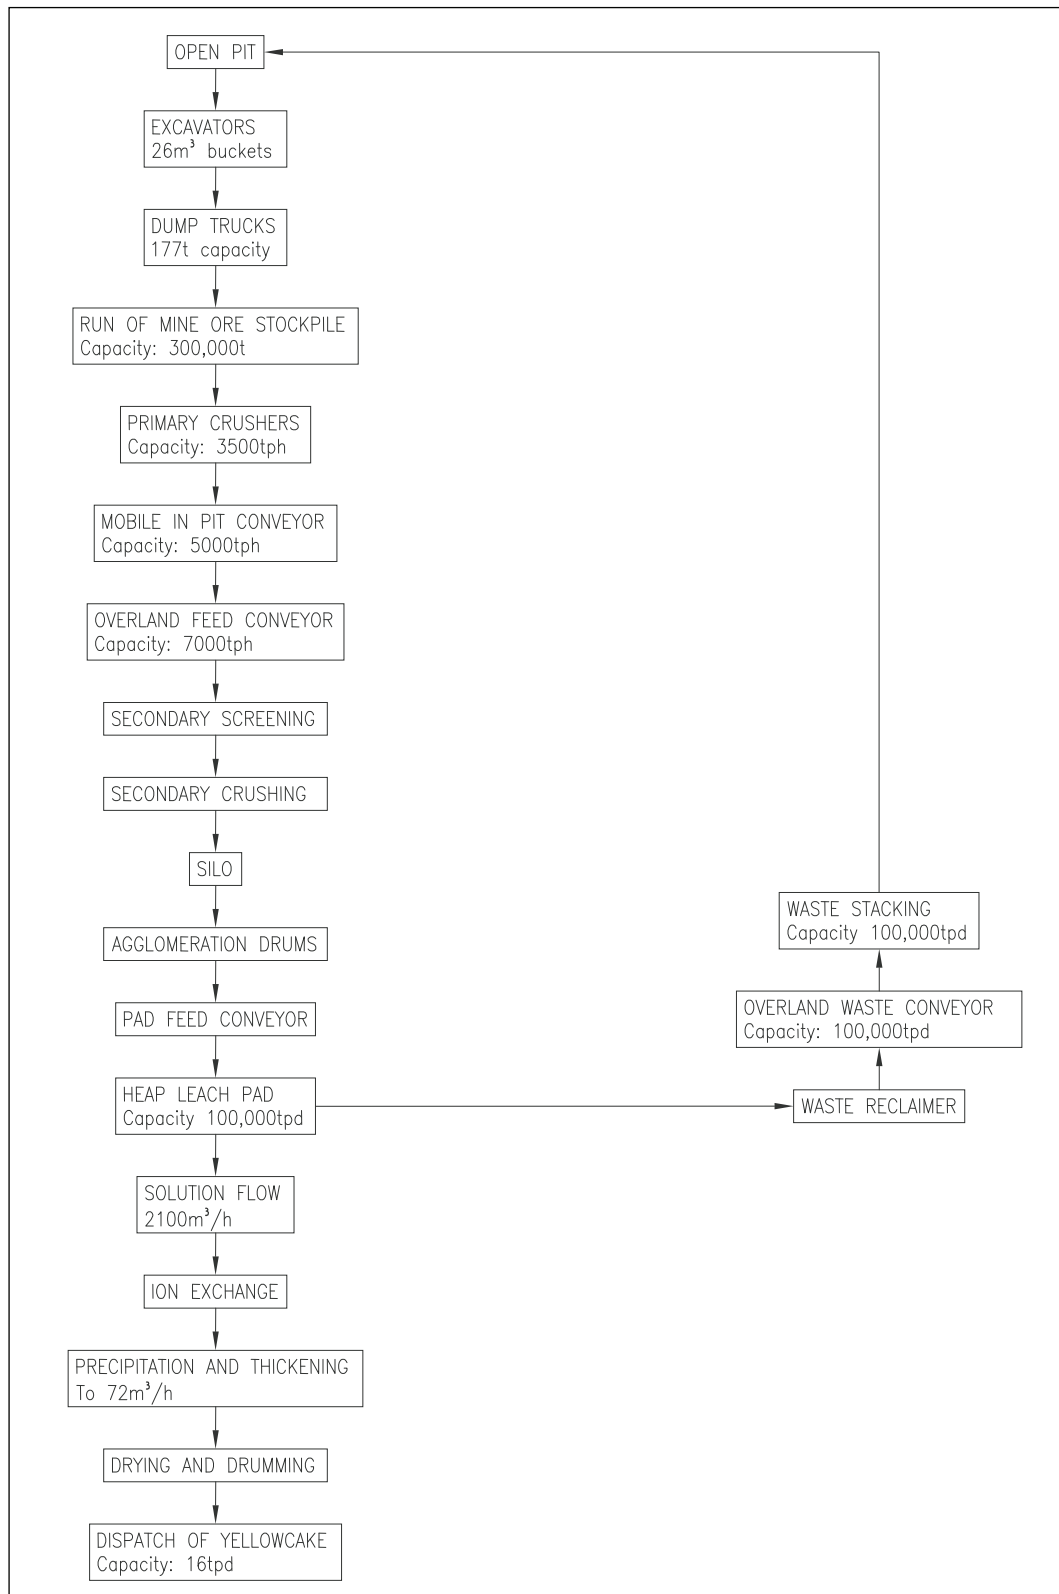 OPEN PIT
EXCAVATORS
26m³ buckets
DUMP TRUCKS
177t capacity
RUN OF MINE ORE STOCKPILE
Capacity: 300,000t
PRIMARY CRUSHERS
Capacity: 3500tph
MOBILE IN PIT CONVEYOR
Capacity: 5000tph
OVERLAND FEED CONVEYOR
Capacity: 7000tph
SECONDARY SCREENING
SECONDARY CRUSHING
SILO
AGGLOMERATION DRUMS
PAD FEED CONVEYOR
HEAP LEACH PAD
Capacity 100,000tpd
SOLUTION FLOW
2100m³/h
ION EXCHANGE
PRECIPITATION AND THICKENING
To 72m³/h
DRYING AND DRUMMING
DISPATCH OF YELLOWCAKE
Capacity: 16tpd
WASTE STACKING
Capacity 100,000tpd
OVERLAND WASTE CONVEYOR
Capacity: 100,000tpd
WASTE RECLAIMER